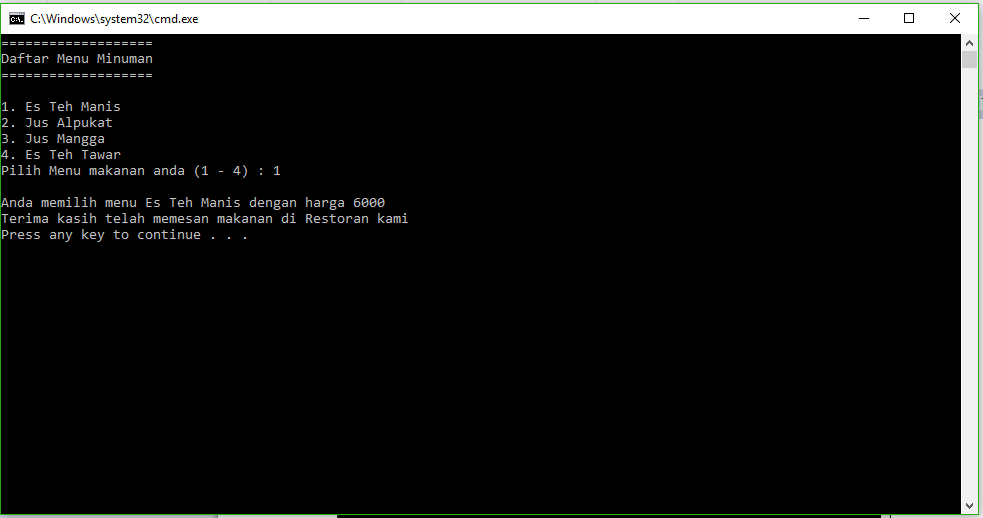 C:\Windows\system32\cmd.exe
===================
Daftar Menu Minuman
===================
1. Es Teh Manis
2. Jus Alpukat
3. Jus Mangga
4. Es Teh Tawar
Pilih Menu makanan anda (1 - 4) : 1
Anda memilih menu Es Teh Manis dengan harga 6000
Terima kasih telah memesan makanan di Restoran kami
Press any key to continue . . .